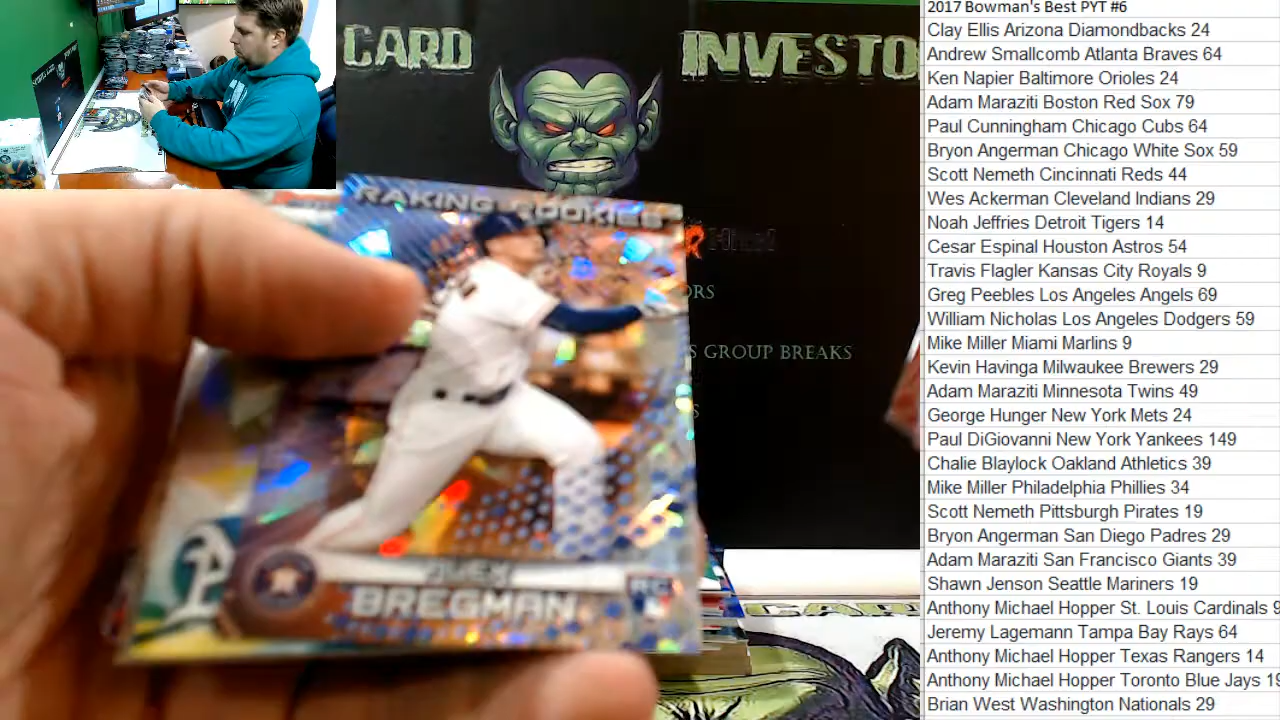 CARD INVESTO
ORS
S GROUP BREAKS
S
RAKING ROOKIES
ALEX
BREGMAN
RC
CARD
2017 Bowman's Best PYT #6
Clay Ellis Arizona Diamondbacks 24
Andrew Smallcomb Atlanta Braves 64
Ken Napier Baltimore Orioles 24
Adam Maraziti Boston Red Sox 79
Paul Cunningham Chicago Cubs 64
Bryon Angerman Chicago White Sox 59
Scott Nemeth Cincinnati Reds 44
Wes Ackerman Cleveland Indians 29
Noah Jeffries Detroit Tigers 14
Cesar Espinal Houston Astros 54
Travis Flagler Kansas City Royals 9
Greg Peebles Los Angeles Angels 69
William Nicholas Los Angeles Dodgers 59
Mike Miller Miami Marlins 9
Kevin Havinga Milwaukee Brewers 29
Adam Maraziti Minnesota Twins 49
George Hunger New York Mets 24
Paul DiGiovanni New York Yankees 149
Chalie Blaylock Oakland Athletics 39
Mike Miller Philadelphia Phillies 34
Scott Nemeth Pittsburgh Pirates 19
Bryon Angerman San Diego Padres 29
Adam Maraziti San Francisco Giants 39
Shawn Jenson Seattle Mariners 19
Anthony Michael Hopper St. Louis Cardinals 9
Jeremy Lagemann Tampa Bay Rays 64
Anthony Michael Hopper Texas Rangers 14
Anthony Michael Hopper Toronto Blue Jays 19
Brian West Washington Nationals 29